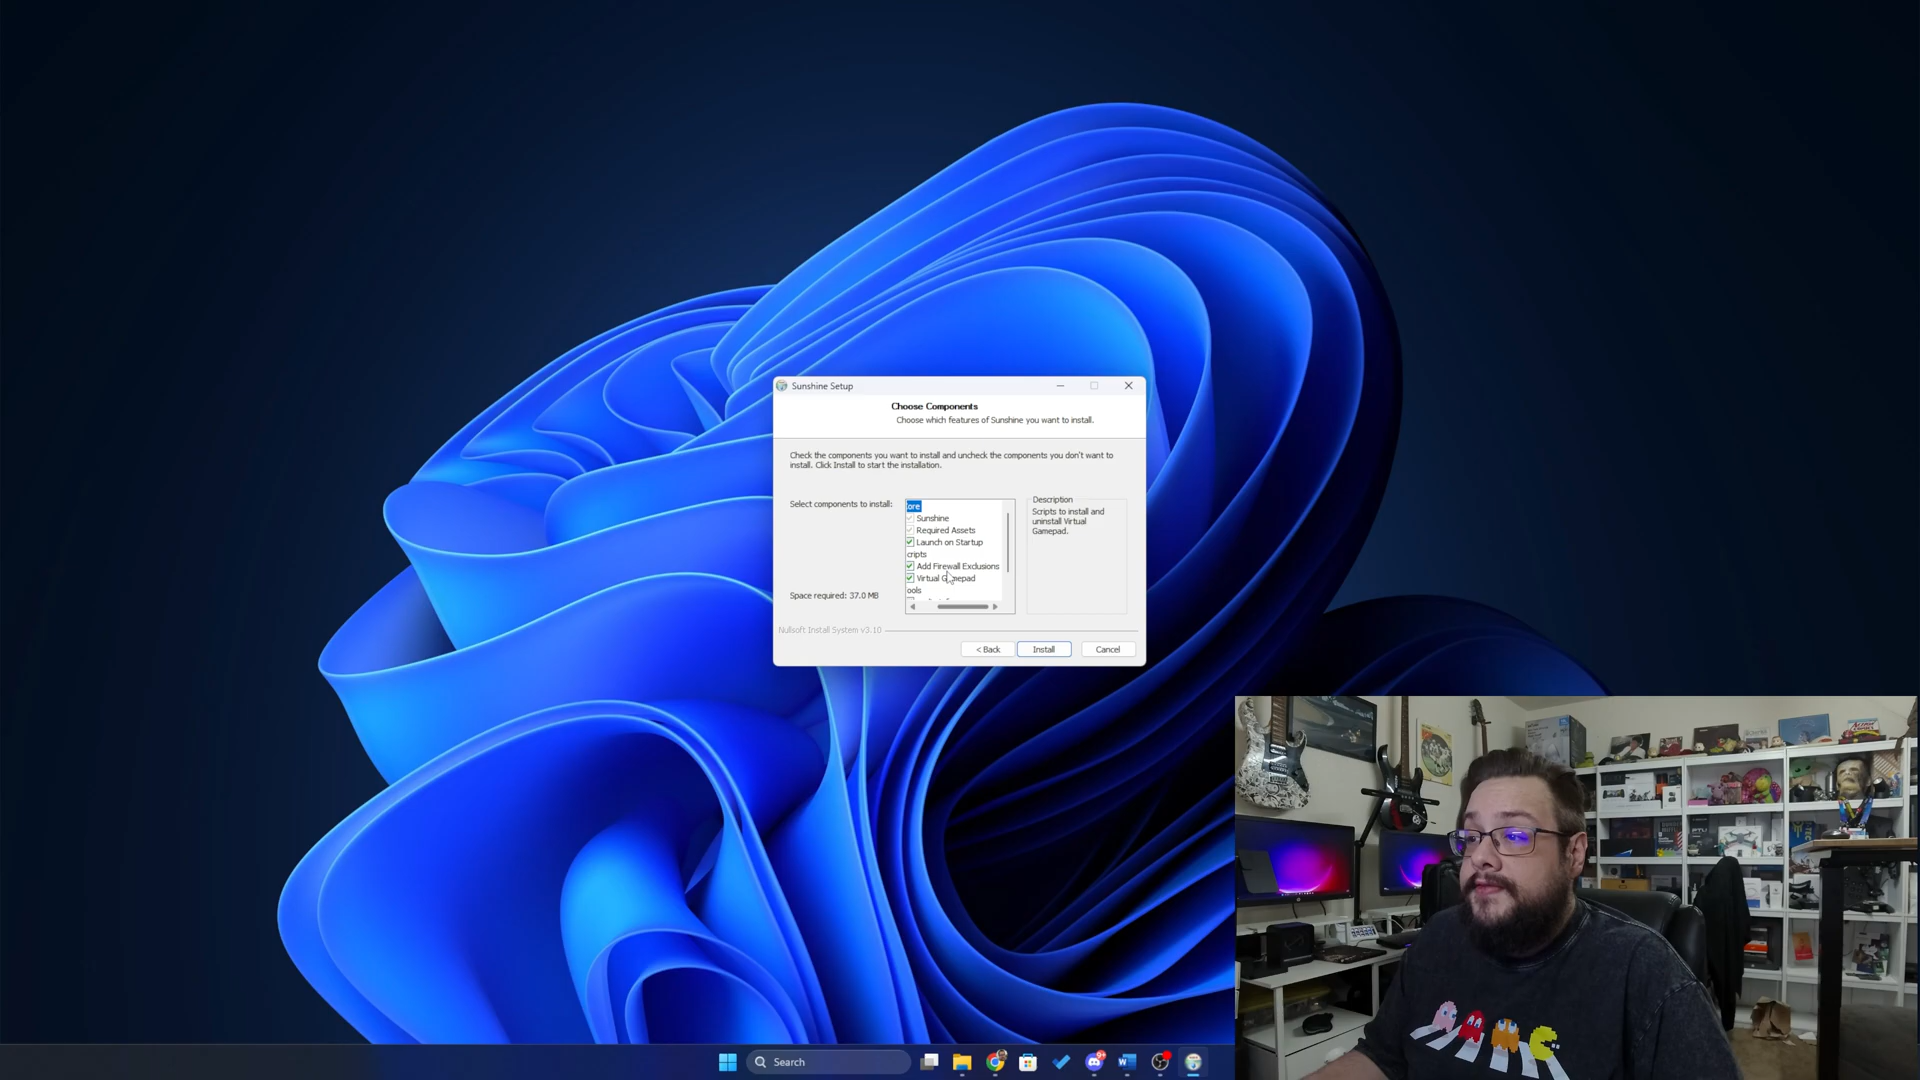 Sunshine Setup
Choose Components
Choose which features of Sunshine you want to install.
Check the components you want to install and uncheck the components you don't want to
install. Click Install to start the installation.
Select components to install:
ore
Sunshine
Required Assets
Launch on Startup
cripts
Add Firewall Exclusions
Virtual Gamepad
ools
Description
Scripts to install and
uninstall Virtual
Gamepad.
Space required: 37.0 MB
Nullsoft Install System v3.10
< Back
Install
Cancel
Search